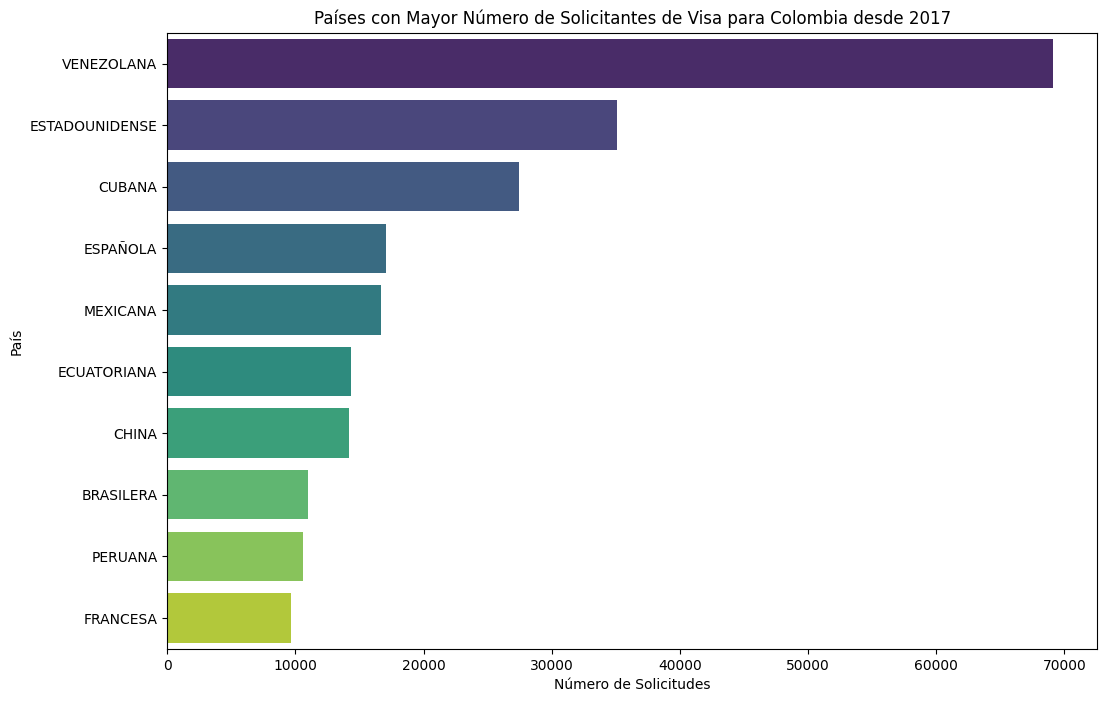 Países con Mayor Número de Solicitantes de Visa para Colombia desde 2017
País
VENEZOLANA
ESTADOUNIDENSE
CUBANA
ESPAÑOLA
MEXICANA
ECUATORIANA
CHINA
BRASILERA
PERUANA
FRANCESA
0 10000 20000 30000 40000 50000 60000 70000
Número de Solicitudes